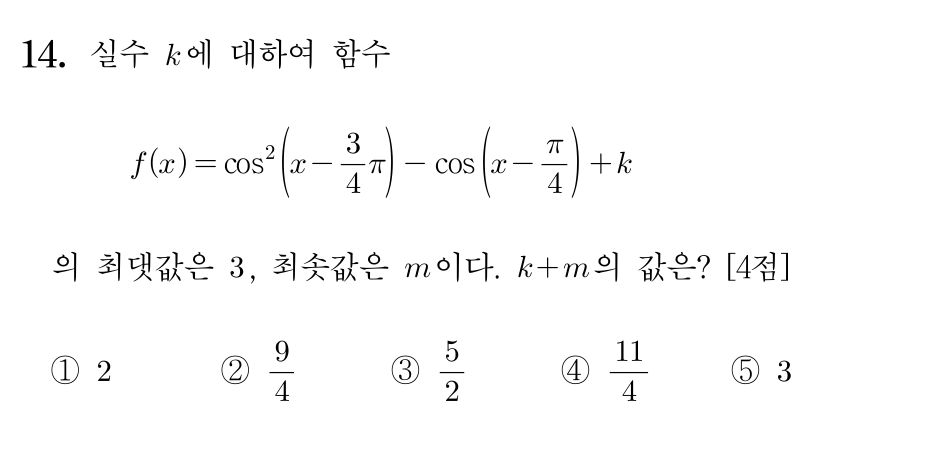 14. 실수 k에 대하여 함수
f(x) = cos²(x − 3/4 π) − cos(x − π/4) + k
의 최댓값은 3, 최솟값은 m이다. k+m의 값은? [4점]
① 2 ② 9/4 ③ 5/2 ④ 11/4 ⑤ 3